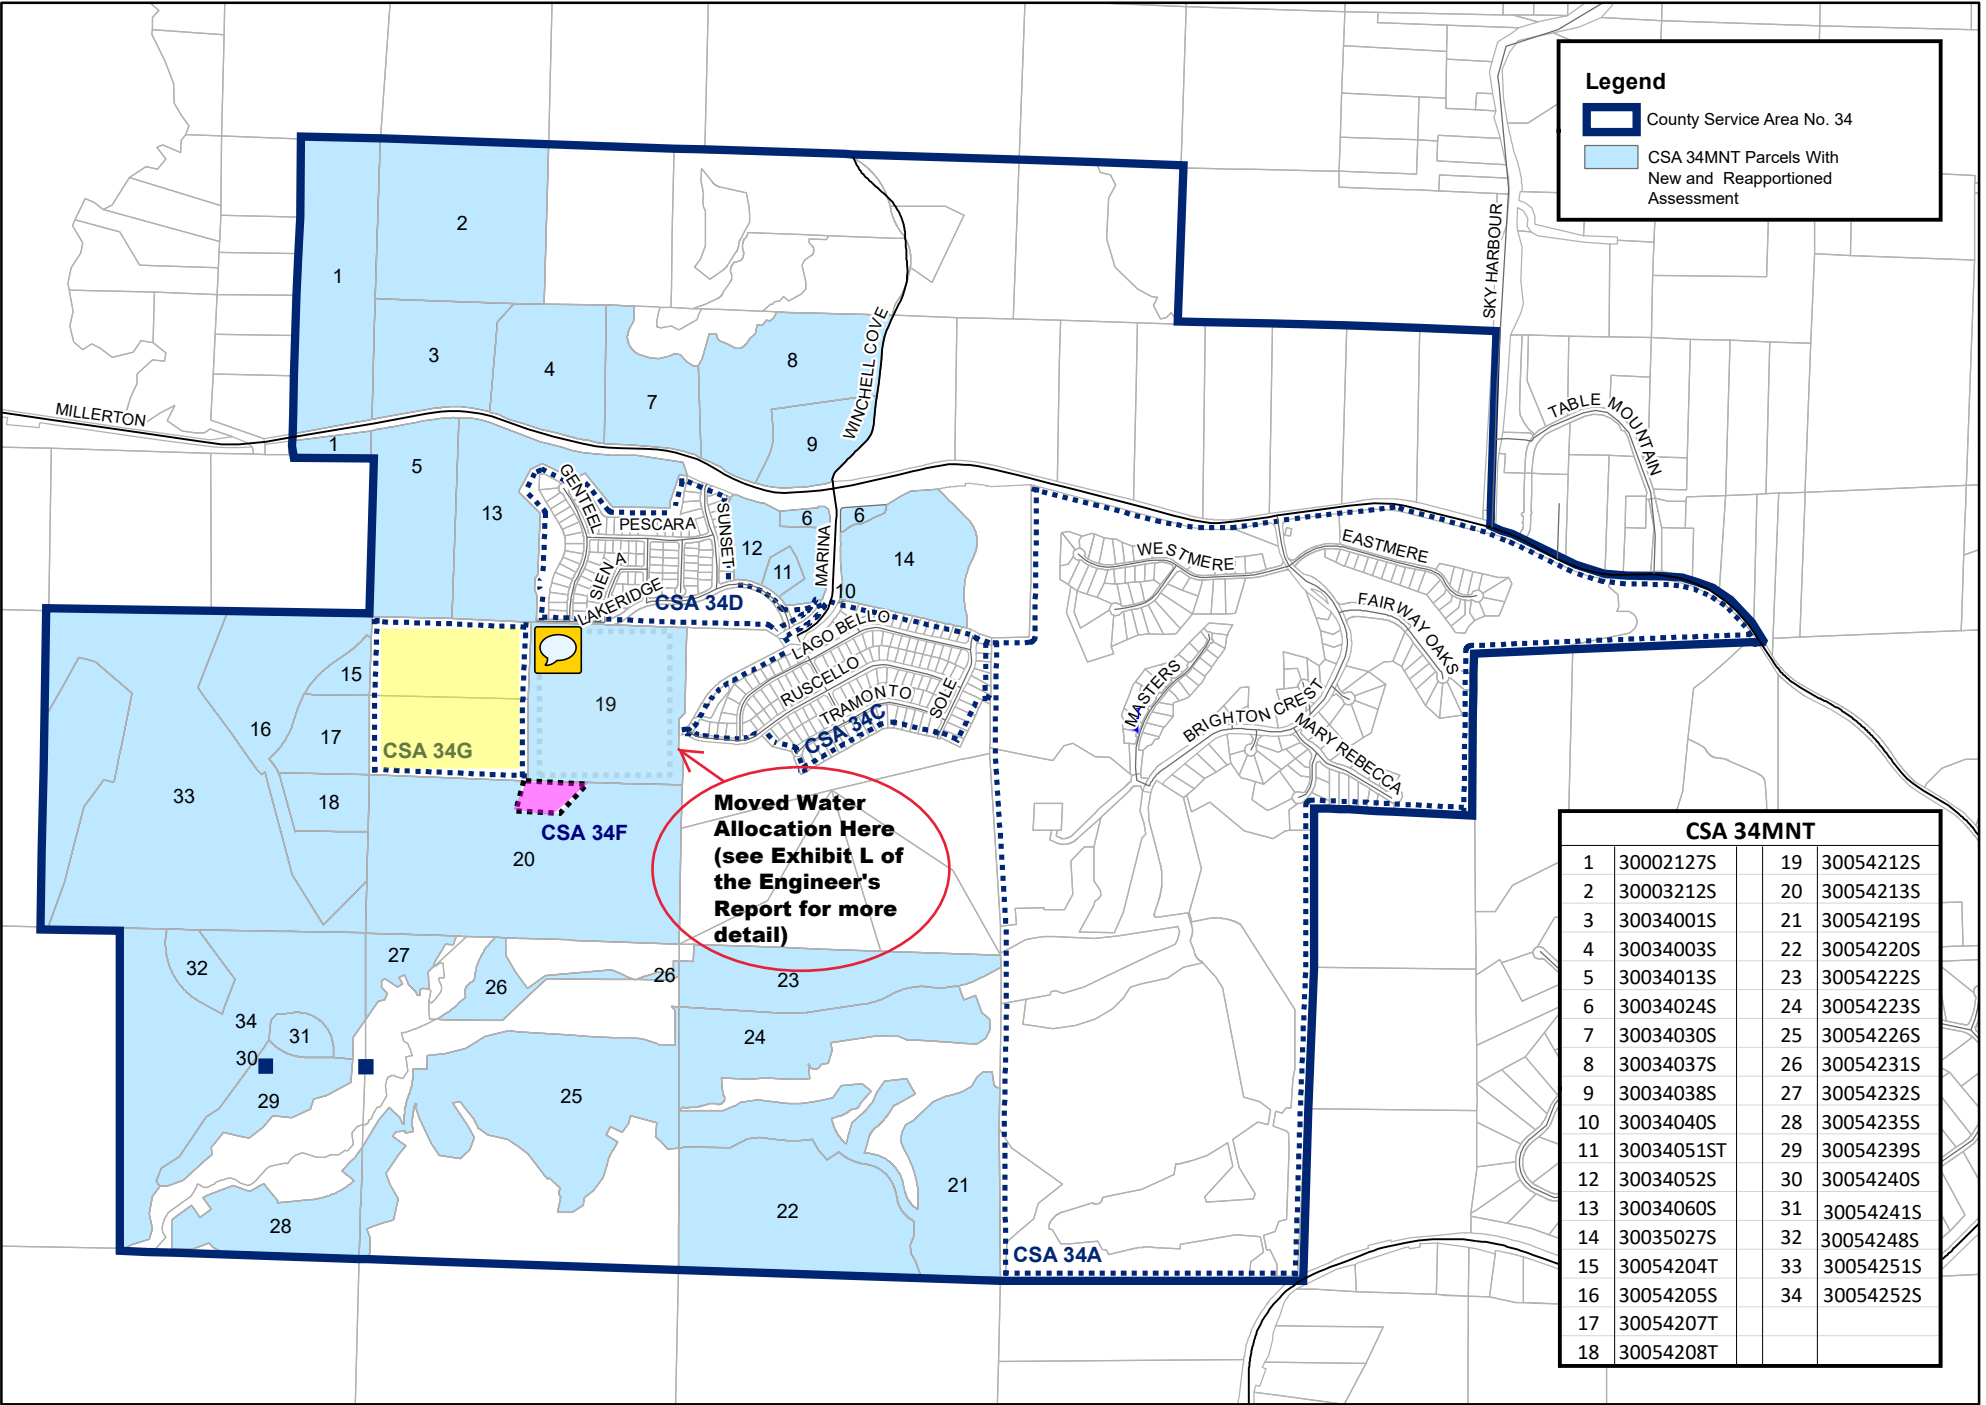 Legend
County Service Area No. 34
CSA 34MNT Parcels With
New and Reapportioned
Assessment
SKY HARBOUR
2
1
WINCHELL COVE
3
8
4
7
TABLE MOUNTAIN
MILLERTON
1
9
5
GENTEEL
13
PESCARA
SUNSET
6
6
12
MARINA
14
WESTMERE
EASTMERE
SIENA
11
LAKERIDGE
CSA 34D
10
FAIRWAY OAKS
LAGO BELLO
15
RUSCELLO
MASTERS
19
TRAMONTO
SOLE
16
17
CSA 34C
BRIGHTON CREST
MARY REBECCA
CSA 34G
33
18
CSA 34F
20
Moved Water
Allocation Here
(see Exhibit L of
the Engineer's
Report for more
detail)
27
32
26
26
23
34
31
24
30
29
25
21
22
28
CSA 34A
CSA 34MNT
1 30002127S 19 30054212S
2 30003212S 20 30054213S
3 30034001S 21 30054219S
4 30034003S 22 30054220S
5 30034013S 23 30054222S
6 30034024S 24 30054223S
7 30034030S 25 30054226S
8 30034037S 26 30054231S
9 30034038S 27 30054232S
10 30034040S 28 30054235S
11 30034051ST 29 30054239S
12 30034052S 30 30054240S
13 30034060S 31 30054241S
14 30035027S 32 30054248S
15 30054204T 33 30054251S
16 30054205S 34 30054252S
17 30054207T
18 30054208T